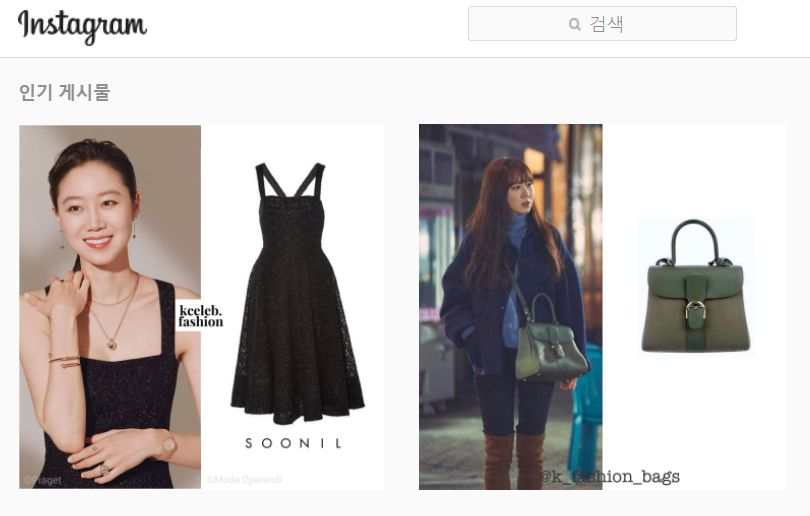 Instagram
검색
인기 게시물
kceleb.
fashion
SOONIL
©Piaget
©Moda Operandi
@k_fashion_bags